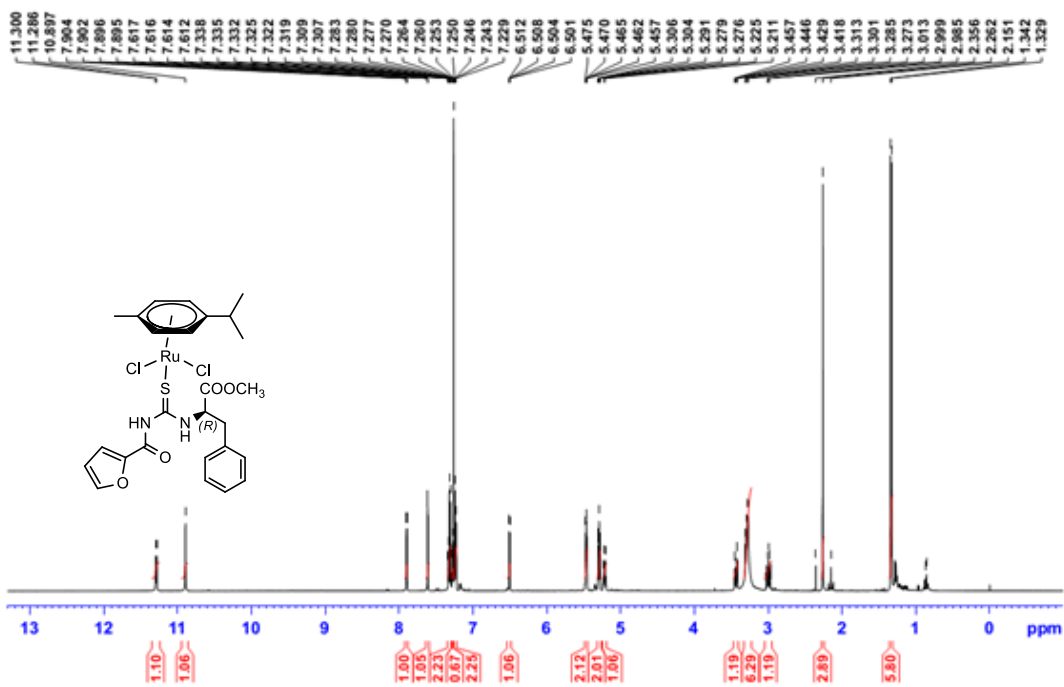 11.300 11.286 10.897 7.904 7.902 7.896 7.895 7.617 7.616 7.614 7.612 7.338 7.335 7.332 7.325 7.322 7.319 7.309 7.307 7.283 7.280 7.277 7.270 7.264 7.260 7.253 7.250 7.246 7.243 7.229 6.512 6.508 6.504 6.501 5.471 5.470 5.465 5.462 5.457 5.306 5.304 5.291 5.279 5.276 5.225 5.211 3.457 3.446 3.429 3.418 3.313 3.301 3.285 3.273 3.013 2.999 2.985 2.356 2.262 2.151 1.342 1.329
Ru
Cl Cl
S COOCH3
HN N
H (R)
O
O
13 12 11 10 9 8 7 6 5 4 3 2 1 0 ppm
1.10 1.06 1.00 1.05 2.23 0.67 2.25 1.06 2.12 2.01 1.06 1.19 6.29 1.19 2.89 5.80